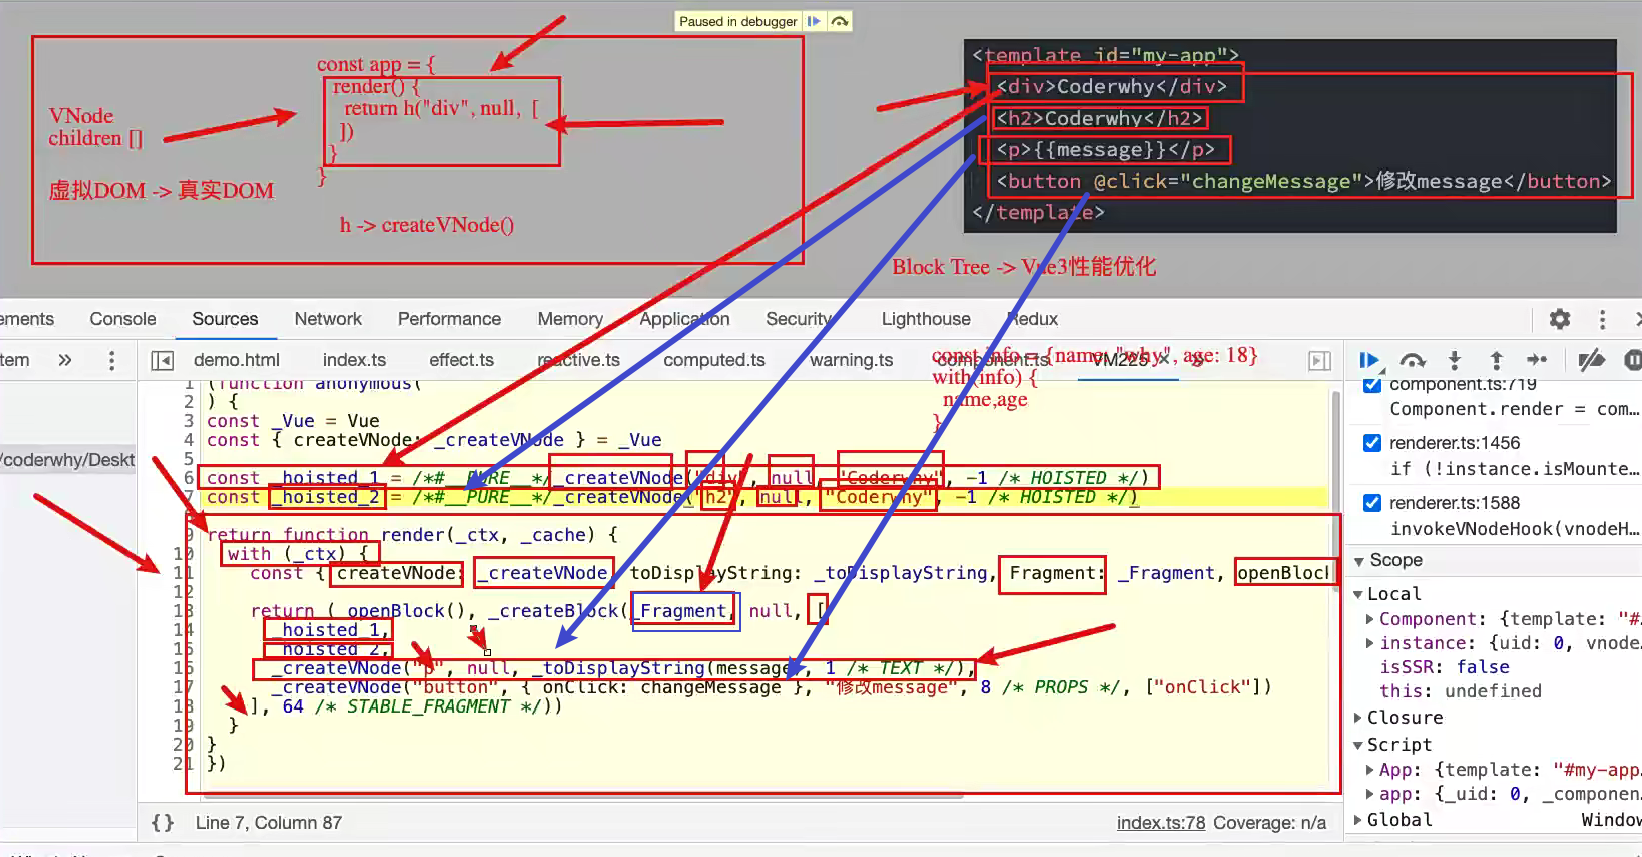 Paused in debugger
const app = {
render() {
return h("div", null, [
])
}
}
VNode
children []
虚拟DOM -> 真实DOM
h -> createVNode()
<template id="my-app">
<div>Coderwhy</div>
<h2>Coderwhy</h2>
<p>{{message}}</p>
<button @click="changeMessage">修改message</button>
</template>
Block Tree -> Vue3性能优化
ements Console Sources Network Performance Memory Application Security Lighthouse Redux
tem demo.html index.ts effect.ts reactive.ts computed.ts warning.ts component.ts VM225
const info = {name: "why", age: 18}
with(info) {
name,age
}
/coderwhy/Deskt
1 (function anonymous(
2 ) {
3 const _Vue = Vue
4 const { createVNode: _createVNode } = _Vue
5
6 const _hoisted_1 = /*#__PURE__*/_createVNode("div", null, "Coderwhy", -1 /* HOISTED */)
7 const _hoisted_2 = /*#__PURE__*/_createVNode("h2", null, "Coderwhy", -1 /* HOISTED */)
9 return function render(_ctx, _cache) {
10 with (_ctx) {
11 const { createVNode: _createVNode, toDisplayString: _toDisplayString, Fragment: _Fragment, openBlock
12
13 return (_openBlock(), _createBlock(_Fragment, null, [
14 _hoisted_1,
15 _hoisted_2,
16 _createVNode("p", null, _toDisplayString(message), 1 /* TEXT */),
17 _createVNode("button", { onClick: changeMessage }, "修改message", 8 /* PROPS */, ["onClick"])
18 ], 64 /* STABLE_FRAGMENT */))
19 }
20 }
21 })
{} Line 7, Column 87
index.ts:78 Coverage: n/a
component.ts:719
Component.render = com…
renderer.ts:1456
if (!instance.isMounte…
renderer.ts:1588
invokeVNodeHook(vnodeH…
Scope
Local
Component: {template: "#…
instance: {uid: 0, vnode…
isSSR: false
this: undefined
Closure
Script
App: {template: "#my-app…
app: {_uid: 0, _componen…
Global Window